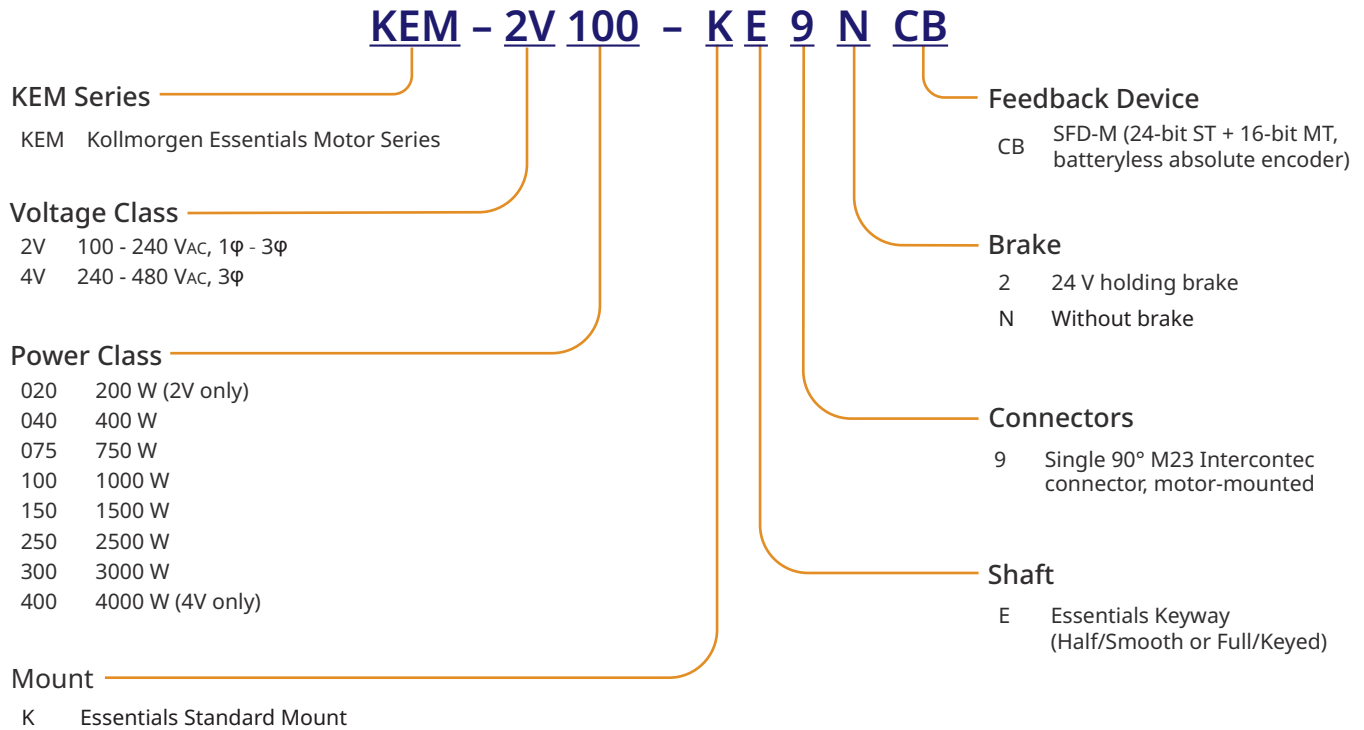 KEM – 2V 100 – K E 9 N CB
KEM Series
KEM Kollmorgen Essentials Motor Series
Voltage Class
2V 100 - 240 VAC, 1φ - 3φ
4V 240 - 480 VAC, 3φ
Power Class
020 200 W (2V only)
040 400 W
075 750 W
100 1000 W
150 1500 W
250 2500 W
300 3000 W
400 4000 W (4V only)
Mount
K Essentials Standard Mount
Feedback Device
CB SFD-M (24-bit ST + 16-bit MT,
batteryless absolute encoder)
Brake
2 24 V holding brake
N Without brake
Connectors
9 Single 90° M23 Intercontec
connector, motor-mounted
Shaft
E Essentials Keyway
(Half/Smooth or Full/Keyed)